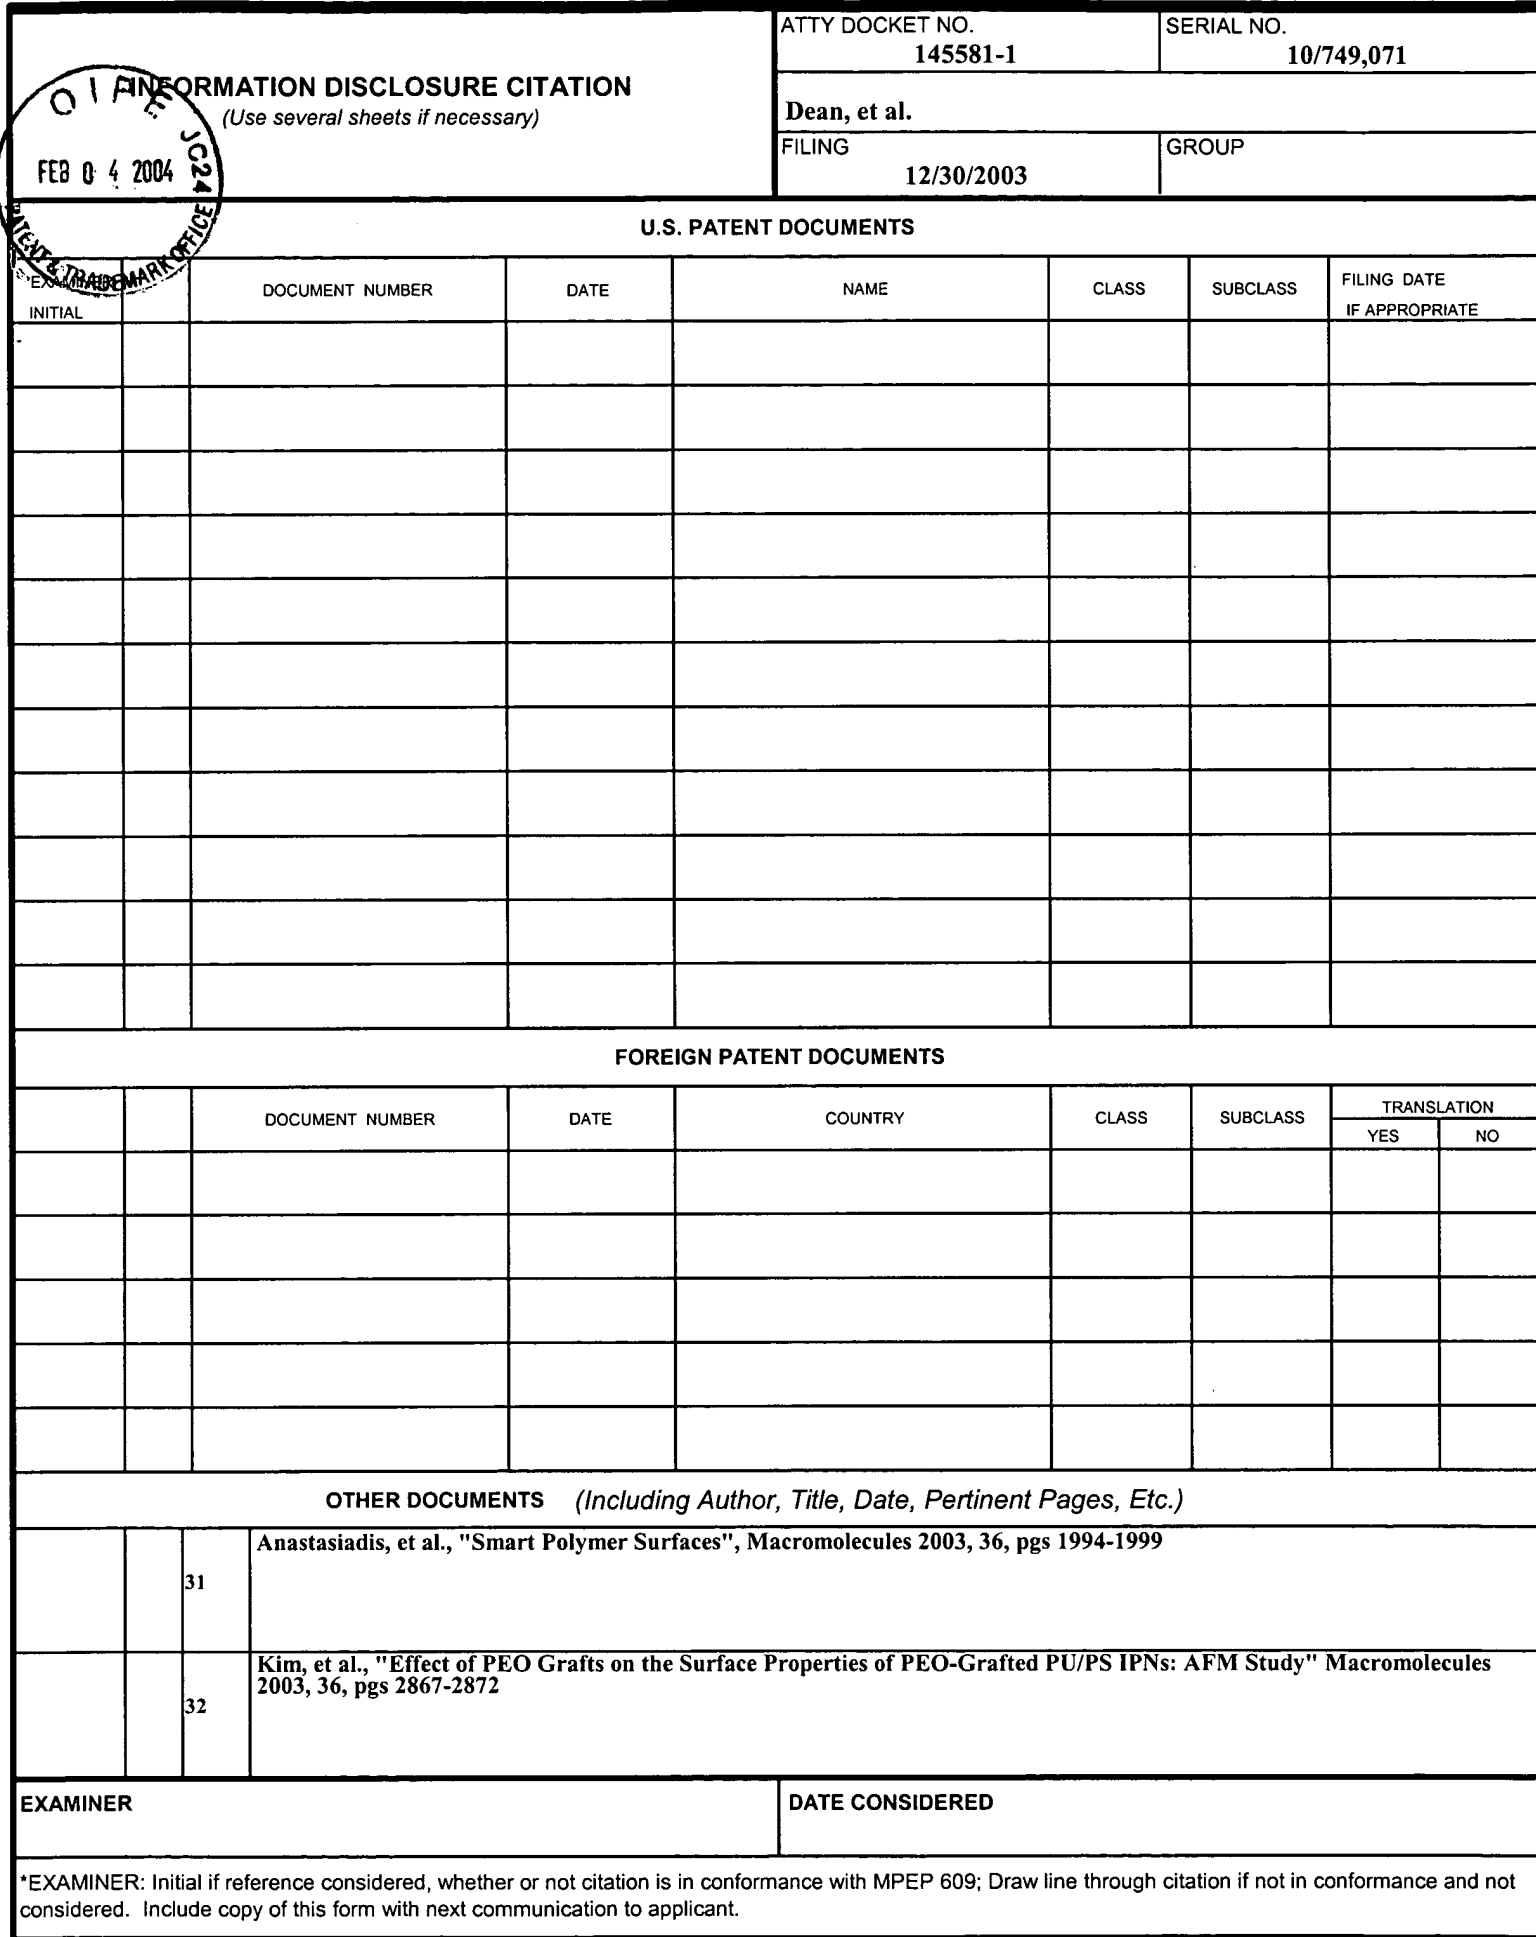 ATTY DOCKET NO.
145581-1
SERIAL NO.
10/749,071
INFORMATION DISCLOSURE CITATION
(Use several sheets if necessary)
Dean, et al.
FILING
12/30/2003
GROUP
OIPE JC24
FEB 04 2004
PATENT & TRADEMARK OFFICE
U.S. PATENT DOCUMENTS
*EXAMINER
INITIAL
DOCUMENT NUMBER
DATE
NAME
CLASS
SUBCLASS
FILING DATE
IF APPROPRIATE
FOREIGN PATENT DOCUMENTS
DOCUMENT NUMBER
DATE
COUNTRY
CLASS
SUBCLASS
TRANSLATION
YES
NO
OTHER DOCUMENTS (Including Author, Title, Date, Pertinent Pages, Etc.)
31
Anastasiadis, et al., "Smart Polymer Surfaces", Macromolecules 2003, 36, pgs 1994-1999
32
Kim, et al., "Effect of PEO Grafts on the Surface Properties of PEO-Grafted PU/PS IPNs: AFM Study" Macromolecules
2003, 36, pgs 2867-2872
EXAMINER
DATE CONSIDERED
*EXAMINER: Initial if reference considered, whether or not citation is in conformance with MPEP 609; Draw line through citation if not in conformance and not
considered. Include copy of this form with next communication to applicant.